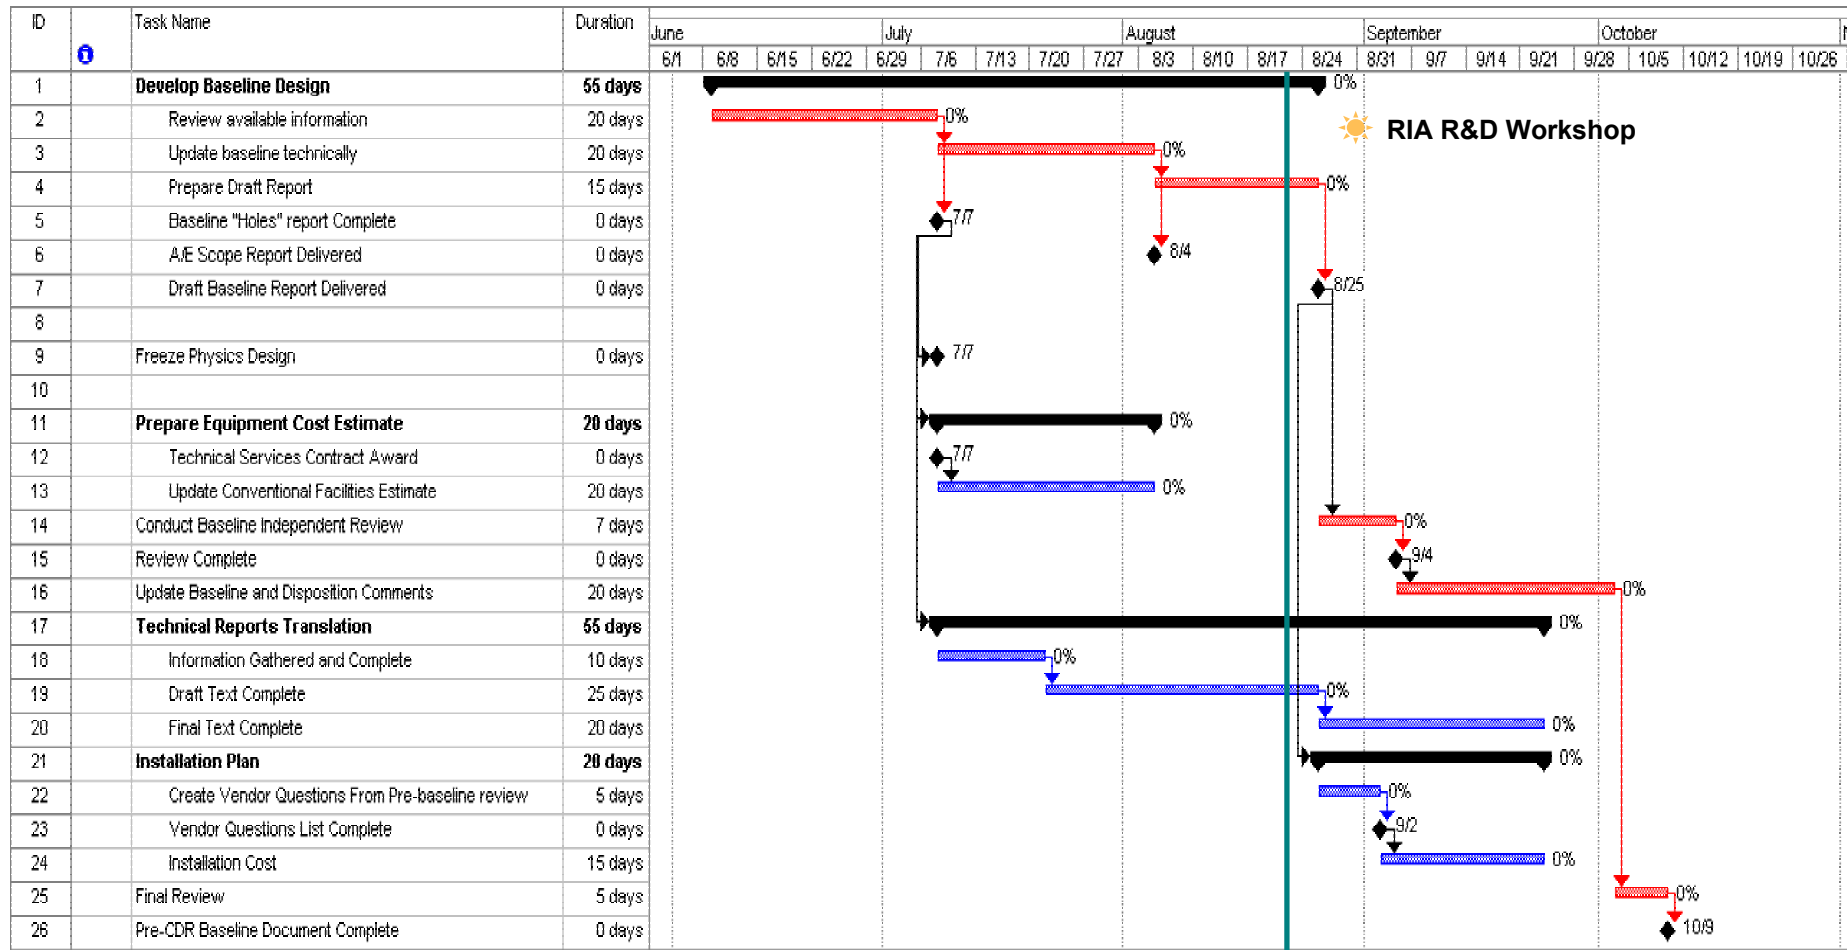 ID Task Name Duration
June July August September October
6/1 6/8 6/15 6/22 6/29 7/6 7/13 7/20 7/27 8/3 8/10 8/17 8/24 8/31 9/7 9/14 9/21 9/28 10/5 10/12 10/19 10/26
1 Develop Baseline Design 55 days 0%
2 Review available information 20 days 0%
RIA R&D Workshop
3 Update baseline technically 20 days 0%
4 Prepare Draft Report 15 days 0%
5 Baseline "Holes" report Complete 0 days 7/7
6 A/E Scope Report Delivered 0 days 8/4
7 Draft Baseline Report Delivered 0 days 8/25
8
9 Freeze Physics Design 0 days 7/7
10
11 Prepare Equipment Cost Estimate 20 days 0%
12 Technical Services Contract Award 0 days 7/7
13 Update Conventional Facilities Estimate 20 days 0%
14 Conduct Baseline Independent Review 7 days 0%
15 Review Complete 0 days 9/4
16 Update Baseline and Disposition Comments 20 days 0%
17 Technical Reports Translation 55 days 0%
18 Information Gathered and Complete 10 days 0%
19 Draft Text Complete 25 days 0%
20 Final Text Complete 20 days 0%
21 Installation Plan 20 days 0%
22 Create Vendor Questions From Pre-baseline review 5 days 0%
23 Vendor Questions List Complete 0 days 9/2
24 Installation Cost 15 days 0%
25 Final Review 5 days 0%
26 Pre-CDR Baseline Document Complete 0 days 10/9